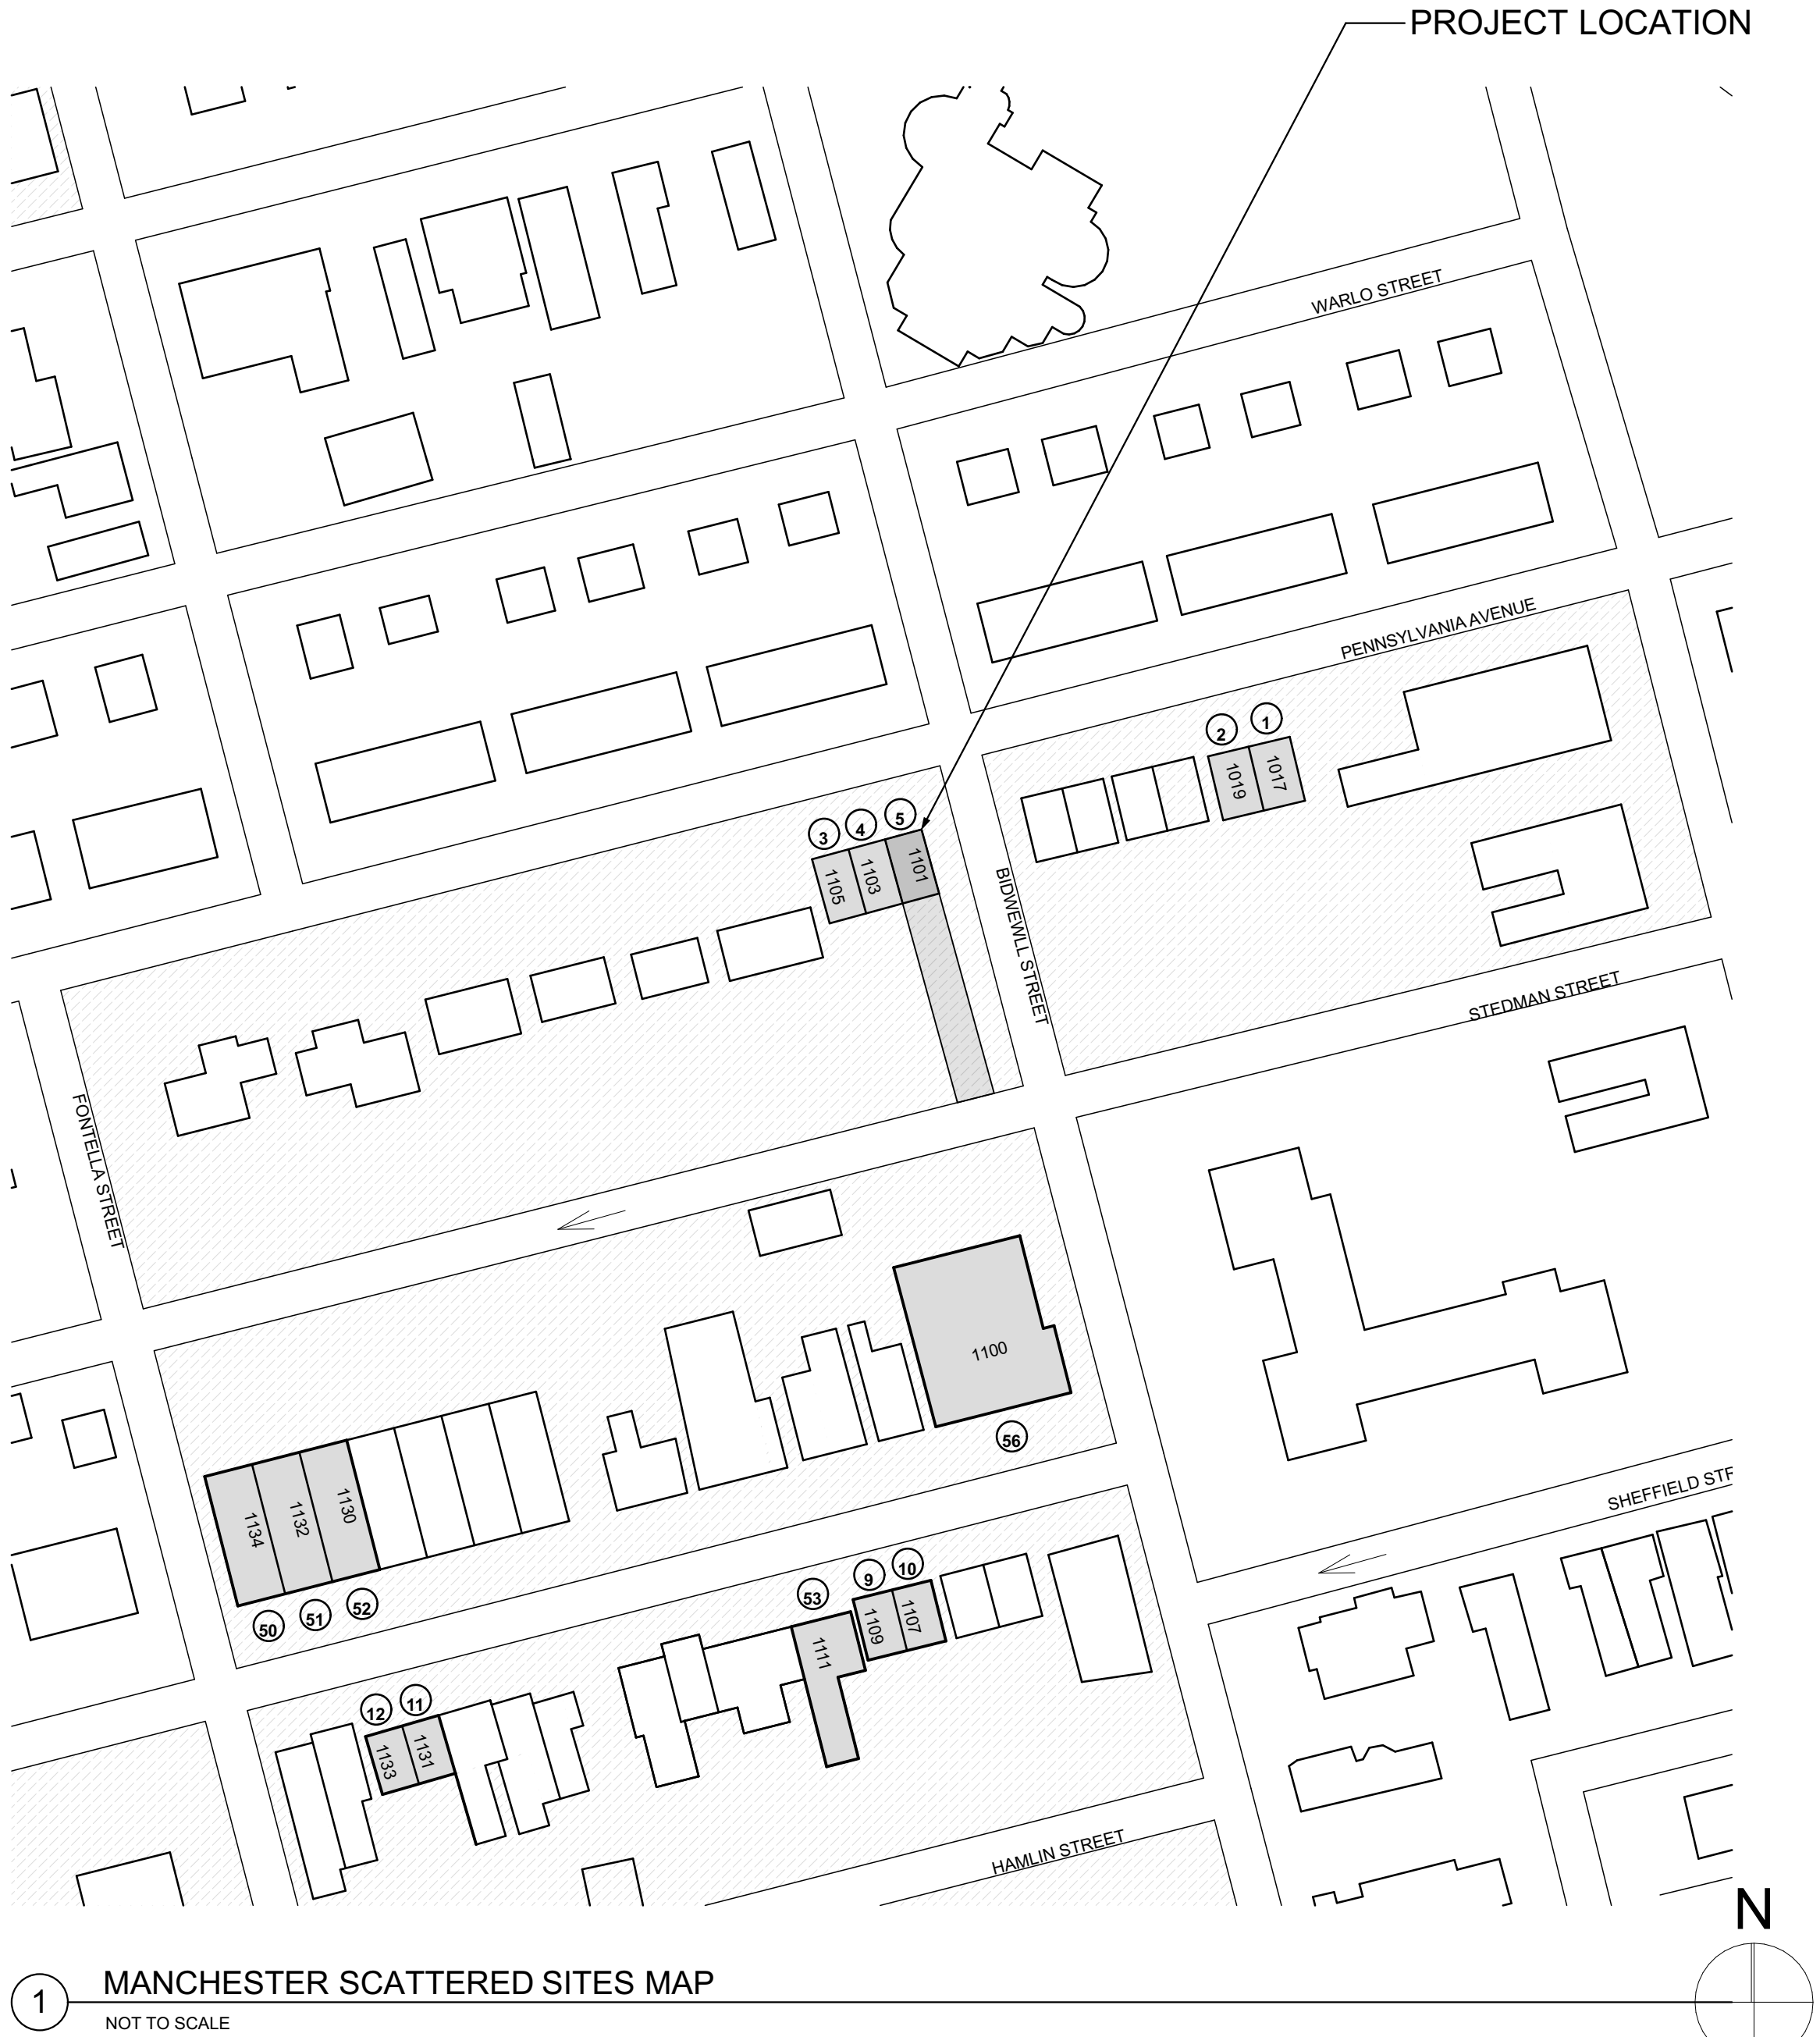 PROJECT LOCATION
WARLO STREET
PENNSYLVANIA AVENUE
2
1
1019
1017
3
4
5
1105
1103
1101
BIDWEWLL STREET
STEDMAN STREET
FONTELLA STREET
1100
56
SHEFFIELD STR
1134
1132
1130
50
51
52
53
9
10
1111
1109
1107
12
11
1133
1131
HAMLIN STREET
N
1
MANCHESTER SCATTERED SITES MAP
NOT TO SCALE